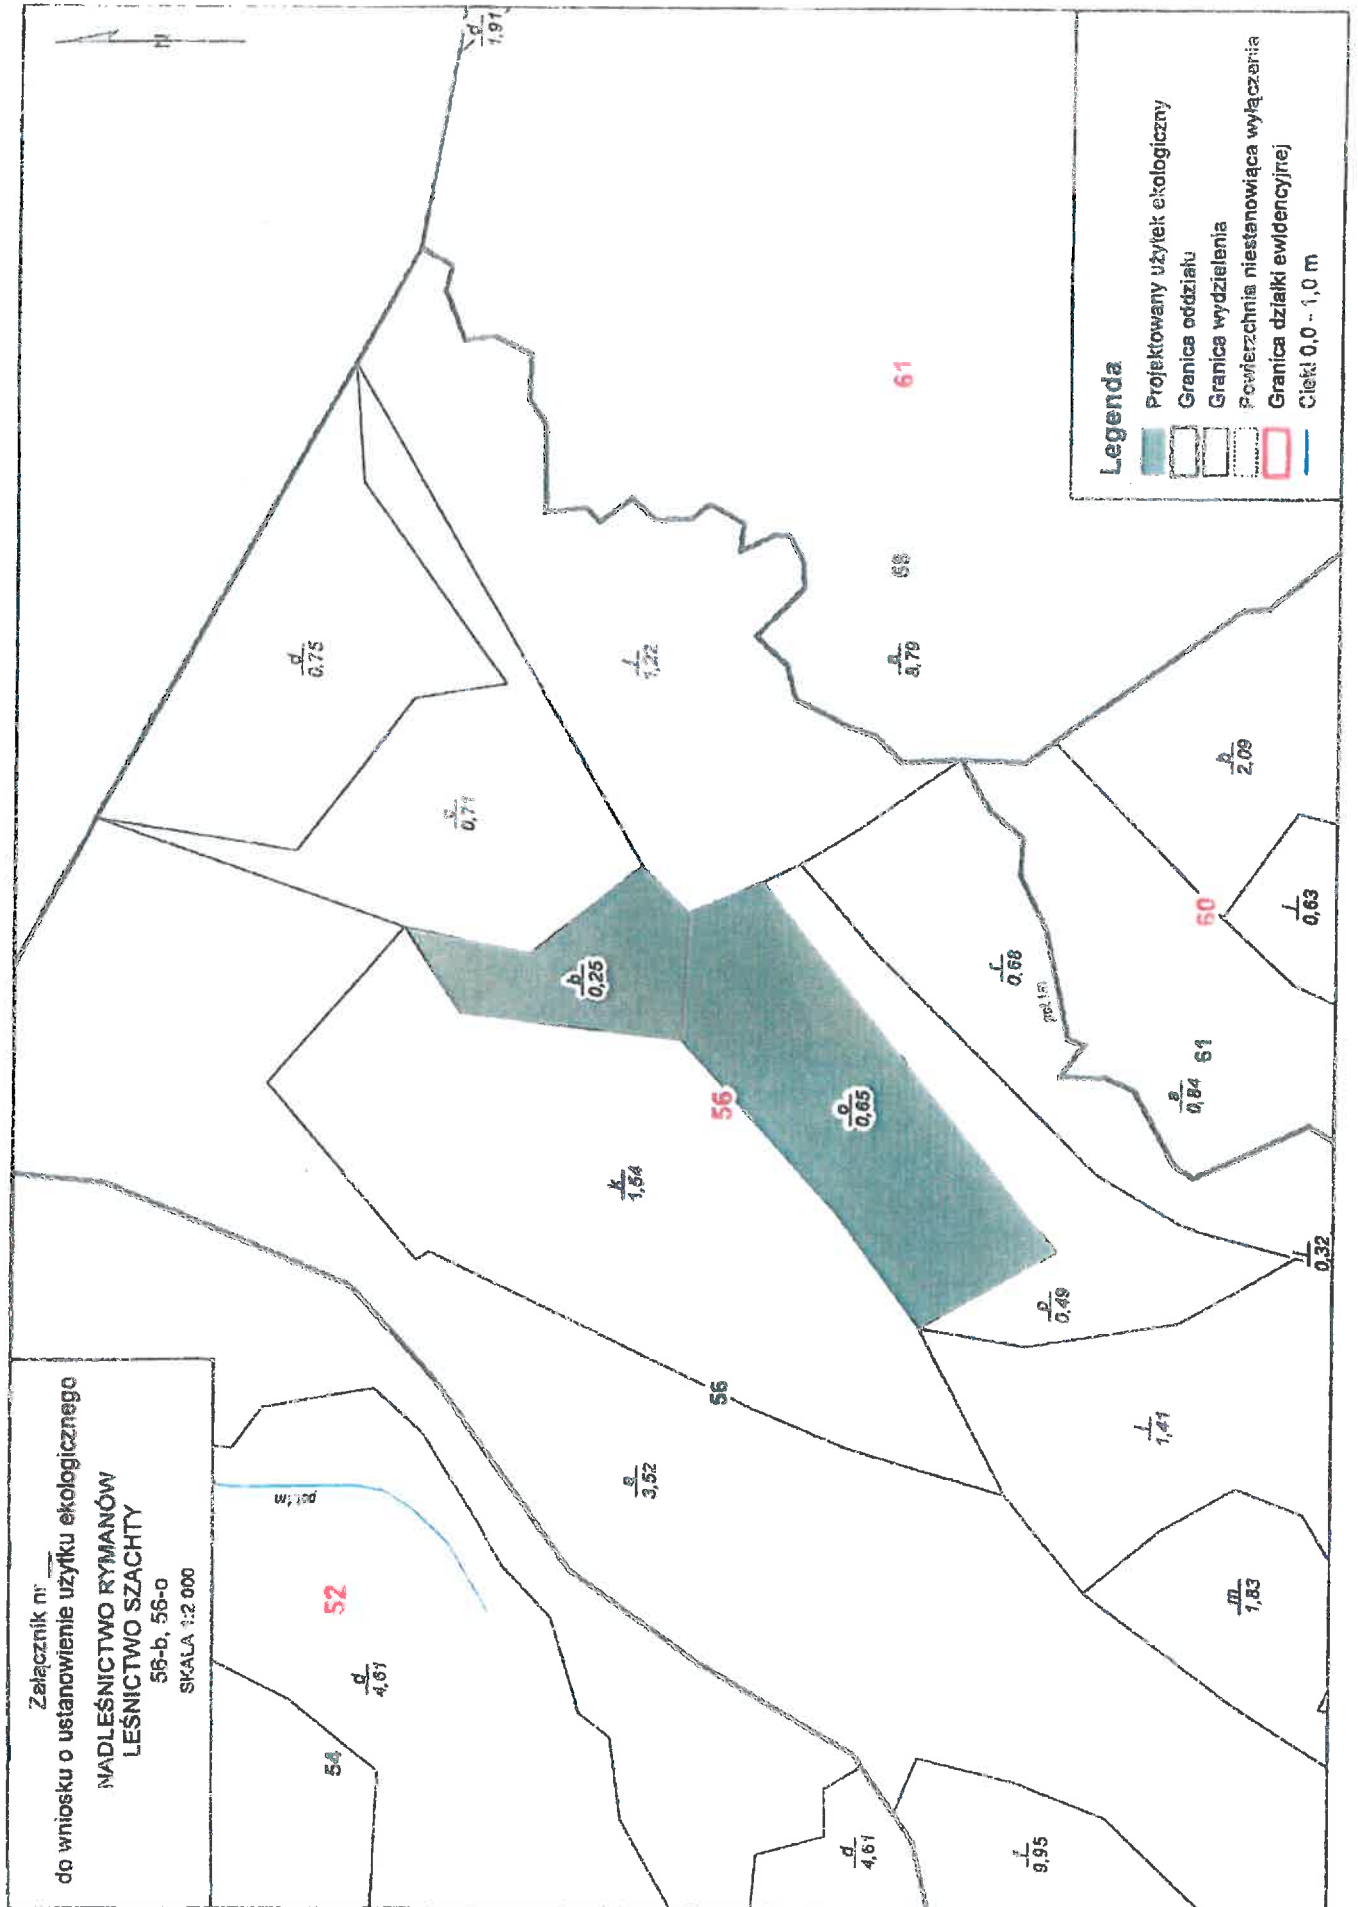 Załącznik nr __
do wniosku o ustanowienie użytku ekologicznego
NADLEŚNICTWO RYMANÓW
LEŚNICTWO SZACHTY
56-b, 56-o
SKALA 1:2 000
N
d
1,91
d
0,75
c
0,71
1,22
b
0,25
61
68
a
8,79
k
1,54
56
o
0,65
r
0,68
h
2,09
60
j
0,63
61
a
0,84
p
0,49
0,32
56
a
3,52
1,41
m
1,83
52
54
d
4,61
d
4,61
9,95
Legenda
Projektowany użytek ekologiczny
Granica oddziału
Granica wydzielenia
Powierzchnia niestanowiąca wyłączenia
Granica działki ewidencyjnej
Cieki 0,0 - 1,0 m